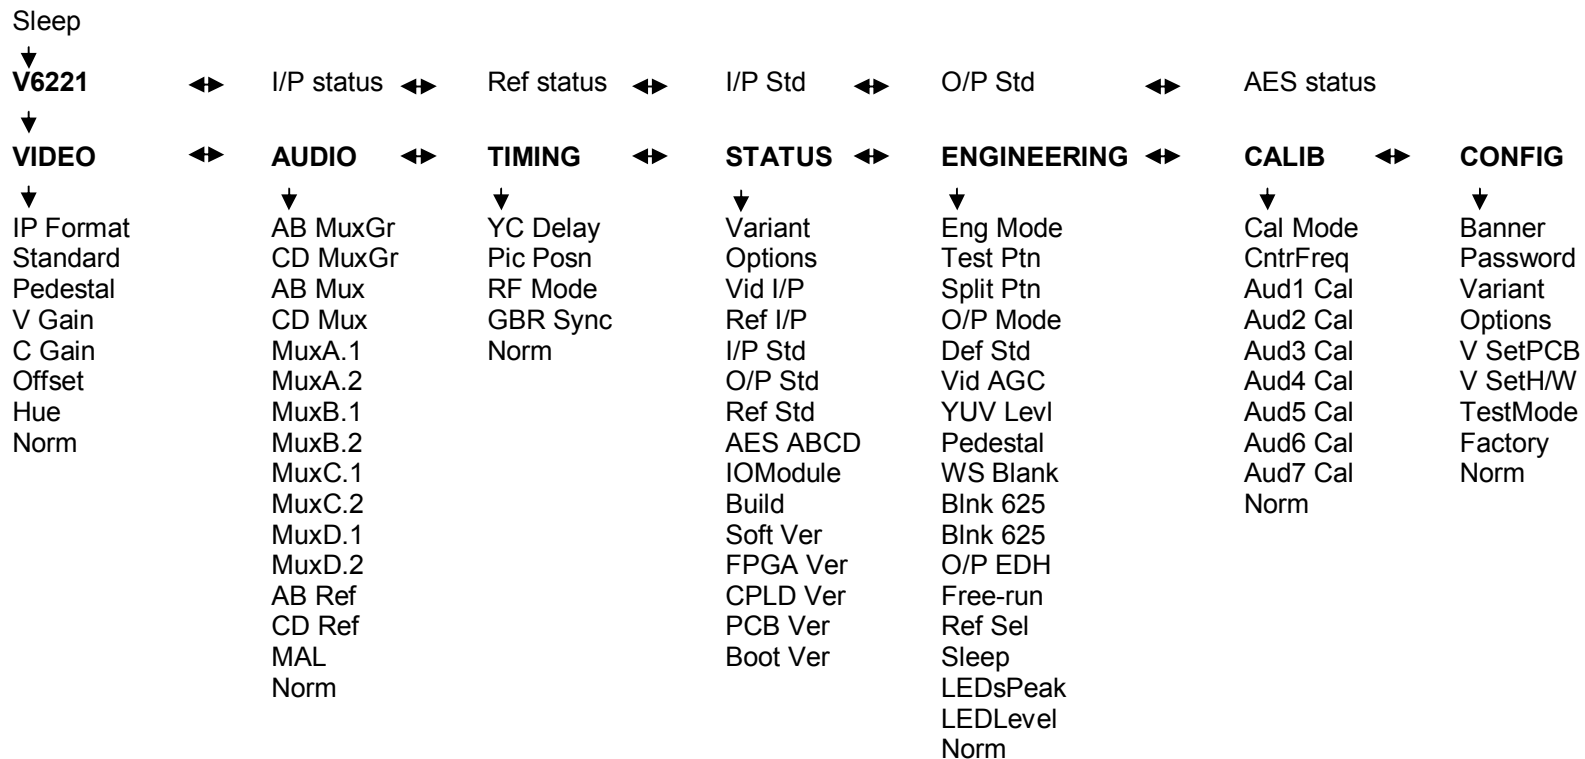 Sleep
V6221 I/P status Ref status I/P Std O/P Std AES status
VIDEO AUDIO TIMING STATUS ENGINEERING CALIB CONFIG
IP Format AB MuxGr YC Delay Variant Eng Mode Cal Mode Banner
Standard CD MuxGr Pic Posn Options Test Ptn CntrFreq Password
Pedestal AB Mux RF Mode Vid I/P Split Ptn Aud1 Cal Variant
V Gain CD Mux GBR Sync Ref I/P O/P Mode Aud2 Cal Options
C Gain MuxA.1 Norm I/P Std Def Std Aud3 Cal V SetPCB
Offset MuxA.2 O/P Std Vid AGC Aud4 Cal V SetH/W
Hue MuxB.1 Ref Std YUV Levl Aud5 Cal TestMode
Norm MuxB.2 AES ABCD Pedestal Aud6 Cal Factory
MuxC.1 IOModule WS Blank Aud7 Cal Norm
MuxC.2 Build Blnk 625 Norm
MuxD.1 Soft Ver Blnk 625
MuxD.2 FPGA Ver O/P EDH
AB Ref CPLD Ver Free-run
CD Ref PCB Ver Ref Sel
MAL Boot Ver Sleep
Norm LEDsPeak
LEDLevel
Norm